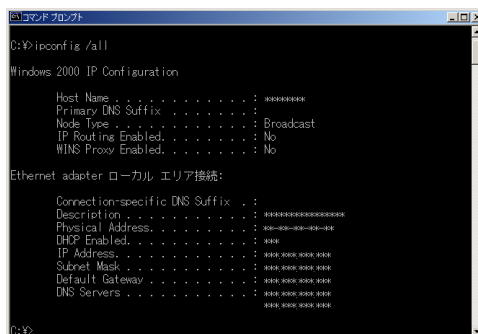 コマンド プロンプト
C:¥>ipconfig /all
Windows 2000 IP Configuration
Host Name . . . . . . . . . . . . : ********
Primary DNS Suffix . . . . . . . :
Node Type . . . . . . . . . . . . : Broadcast
IP Routing Enabled. . . . . . . . : No
WINS Proxy Enabled. . . . . . . . : No
Ethernet adapter ローカル エリア接続:
Connection-specific DNS Suffix . :
Description . . . . . . . . . . . : ****************
Physical Address. . . . . . . . . : **-**-**-**-**
DHCP Enabled. . . . . . . . . . . : ***
IP Address. . . . . . . . . . . . : ***.***.***.***
Subnet Mask . . . . . . . . . . . : ***.***.***.***
Default Gateway . . . . . . . . . : ***.***.***.***
DNS Servers . . . . . . . . . . . : ***.***.***.***
***.***.***.***
C:¥>